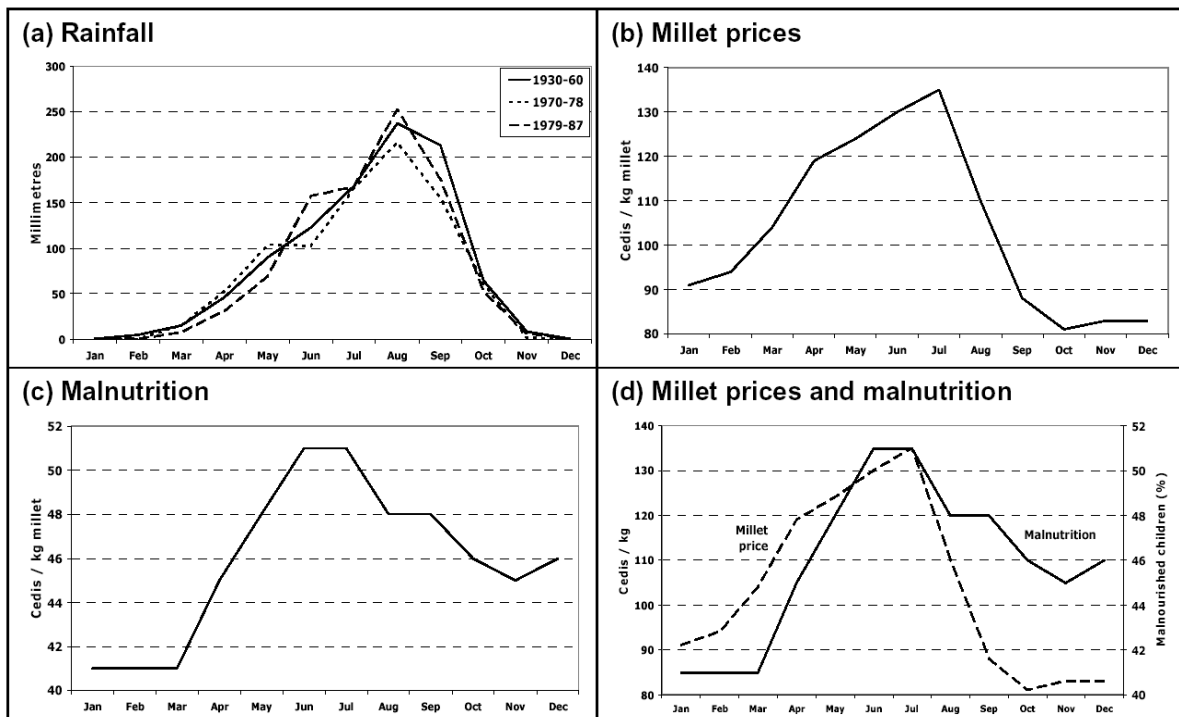 (a) Rainfall
Millimetres
300
250
200
150
100
50
0
1930-60
1970-78
1979-87
Jan Feb Mar Apr May Jun Jul Aug Sep Oct Nov Dec
(b) Millet prices
Cedis / kg millet
140
130
120
110
100
90
80
Jan Feb Mar Apr May Jun Jul Aug Sep Oct Nov Dec
(c) Malnutrition
Cedis / kg millet
52
50
48
46
44
42
40
Jan Feb Mar Apr May Jun Jul Aug Sep Oct Nov Dec
(d) Millet prices and malnutrition
Cedis / kg
140
130
120
110
100
90
80
Millet
price
Malnutrition
52
50
48
46
44
42
40
Malnourished children (%)
Jan Feb Mar Apr May Jun Jul Aug Sep Oct Nov Dec